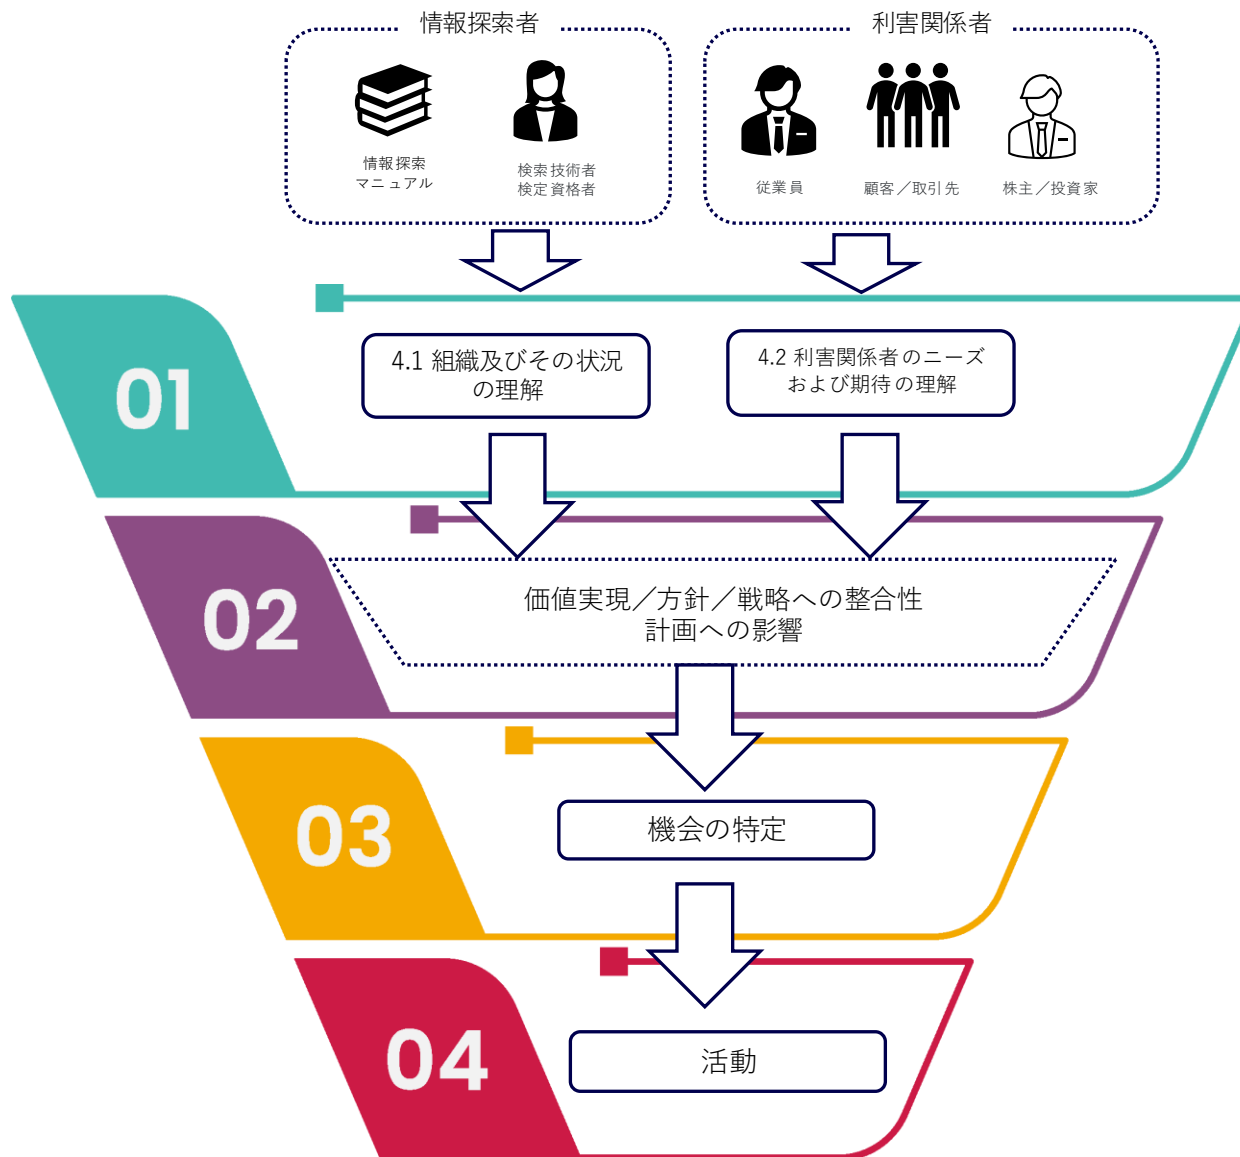 情報探索者
利害関係者
情報探索
マニュアル
検索技術者
検定資格者
従業員
顧客／取引先
株主／投資家
01
4.1 組織及びその状況
の理解
4.2 利害関係者のニーズ
および期待の理解
02
価値実現／方針／戦略への整合性
計画への影響
03
機会の特定
04
活動